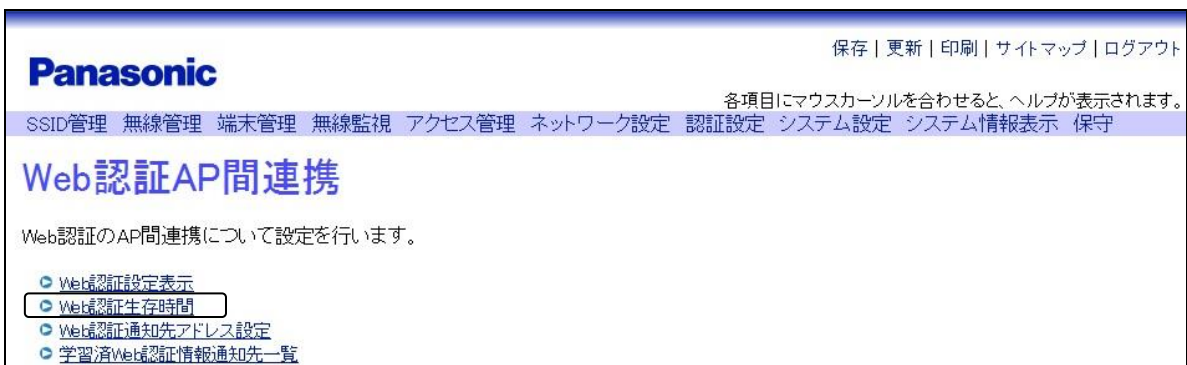 保存 | 更新 | 印刷 | サイトマップ | ログアウト
Panasonic
各項目にマウスカーソルを合わせると、ヘルプが表示されます。
SSID管理 無線管理 端末管理 無線監視 アクセス管理 ネットワーク設定 認証設定 システム設定 システム情報表示 保守
Web認証AP間連携
Web認証のAP間連携について設定を行います。
Web認証設定表示
Web認証生存時間
Web認証通知先アドレス設定
学習済Web認証情報通知先一覧